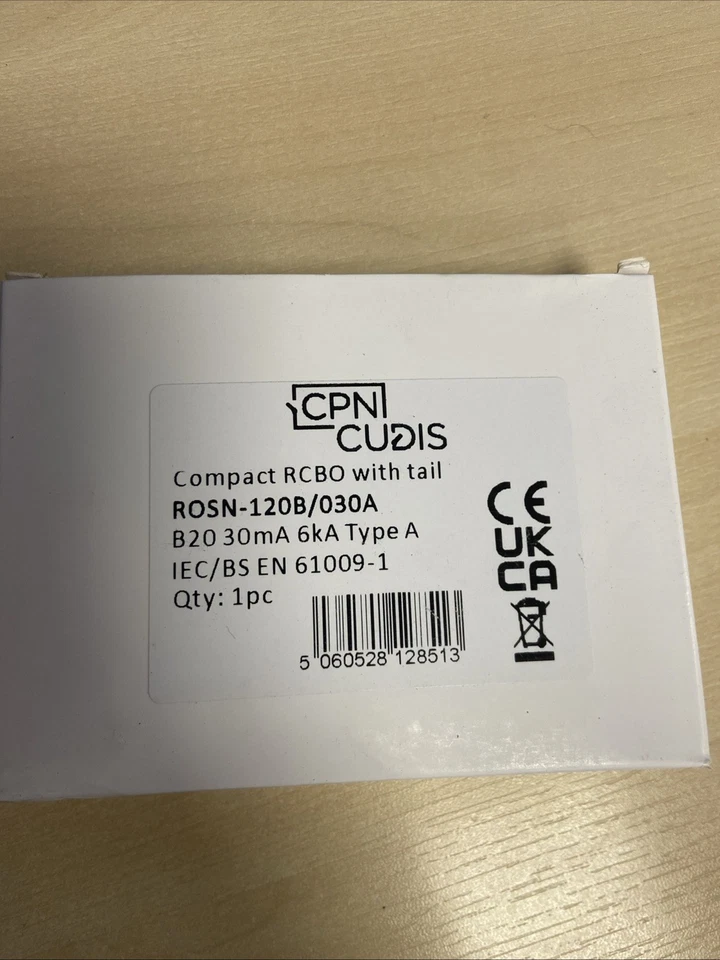 CPN
CUDIS
Compact RCBO with tail
ROSN-120B/030A
B20 30mA 6kA Type A
IEC/BS EN 61009-1
Qty: 1pc
CE
UK
CA
5 060528 128513